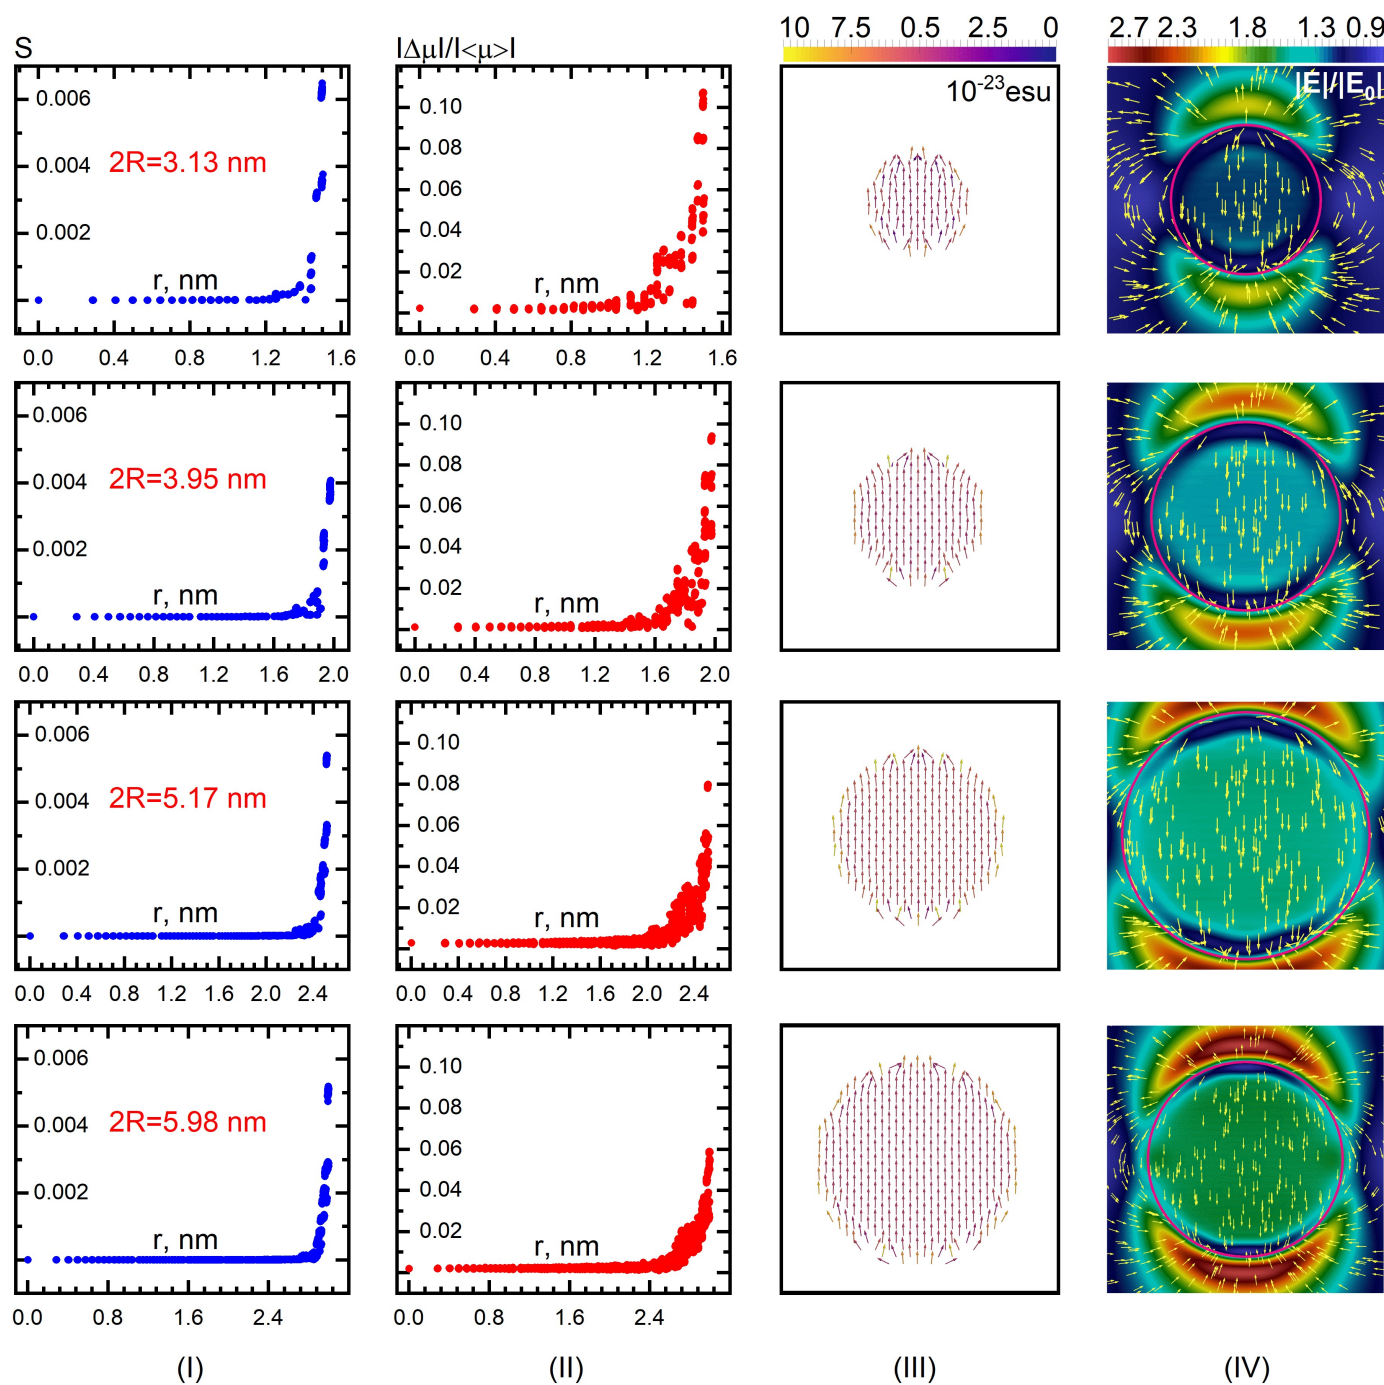 S
|Δμ|/|<μ>|
10 7.5 0.5 2.5 0
2.7 2.3 1.8 1.3 0.9
0.006
0.004
0.002
2R=3.13 nm
r, nm
0.0 0.4 0.8 1.2 1.6
0.10
0.08
0.06
0.04
0.02
r, nm
0.0 0.4 0.8 1.2 1.6
10⁻²³esu
|E|/|E₀|
0.006
0.004
0.002
2R=3.95 nm
r, nm
0.0 0.4 0.8 1.2 1.6 2.0
0.10
0.08
0.06
0.04
0.02
r, nm
0.0 0.4 0.8 1.2 1.6 2.0
0.006
0.004
0.002
2R=5.17 nm
r, nm
0.0 0.4 0.8 1.2 1.6 2.0 2.4
0.10
0.08
0.06
0.04
0.02
r, nm
0.0 0.4 0.8 1.2 1.6 2.0 2.4
0.006
0.004
0.002
2R=5.98 nm
r, nm
0.0 0.8 1.6 2.4
0.10
0.08
0.06
0.04
0.02
r, nm
0.0 0.8 1.6 2.4
(I) (II) (III) (IV)